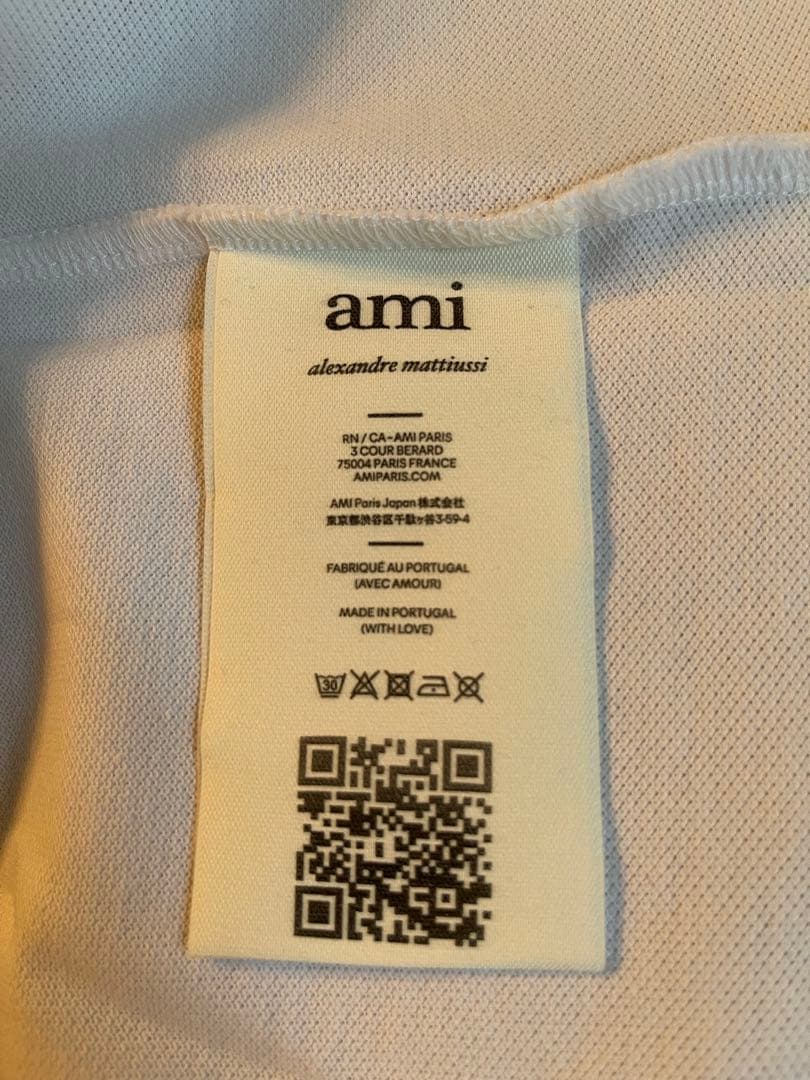 ami
alexandre mattiussi
RN / CA-AMI PARIS
3 COUR BERARD
75004 PARIS FRANCE
AMIPARIS.COM
AMI Paris Japan 株式会社
東京都渋谷区千駄ヶ谷3-59-4
FABRIQUÉ AU PORTUGAL
(AVEC AMOUR)
MADE IN PORTUGAL
(WITH LOVE)
30